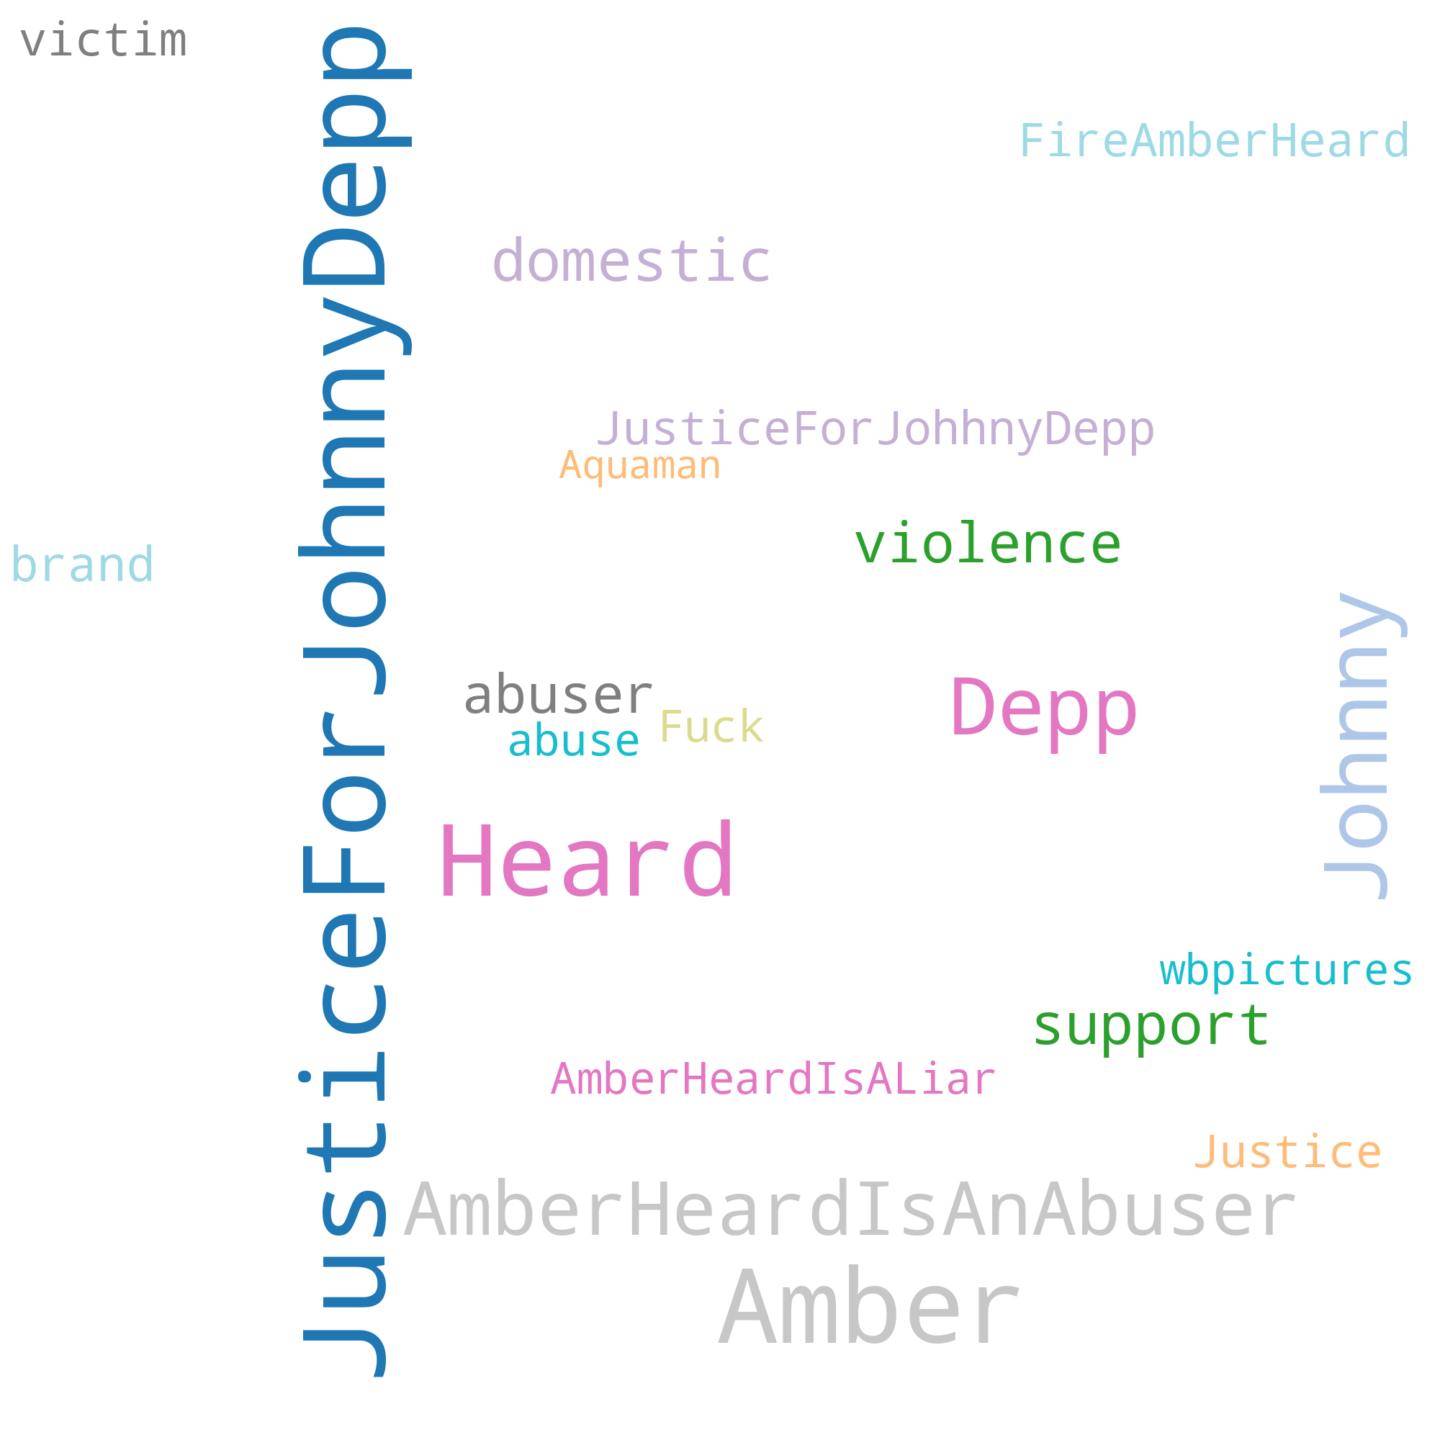 victim
JusticeForJohnnyDepp
FireAmberHeard
domestic
JusticeForJohhnyDepp
Aquaman
violence
brand
Johnny
abuser
Depp
Fuck
abuse
Heard
wbpictures
support
AmberHeardIsALiar
Justice
AmberHeardIsAnAbuser
Amber